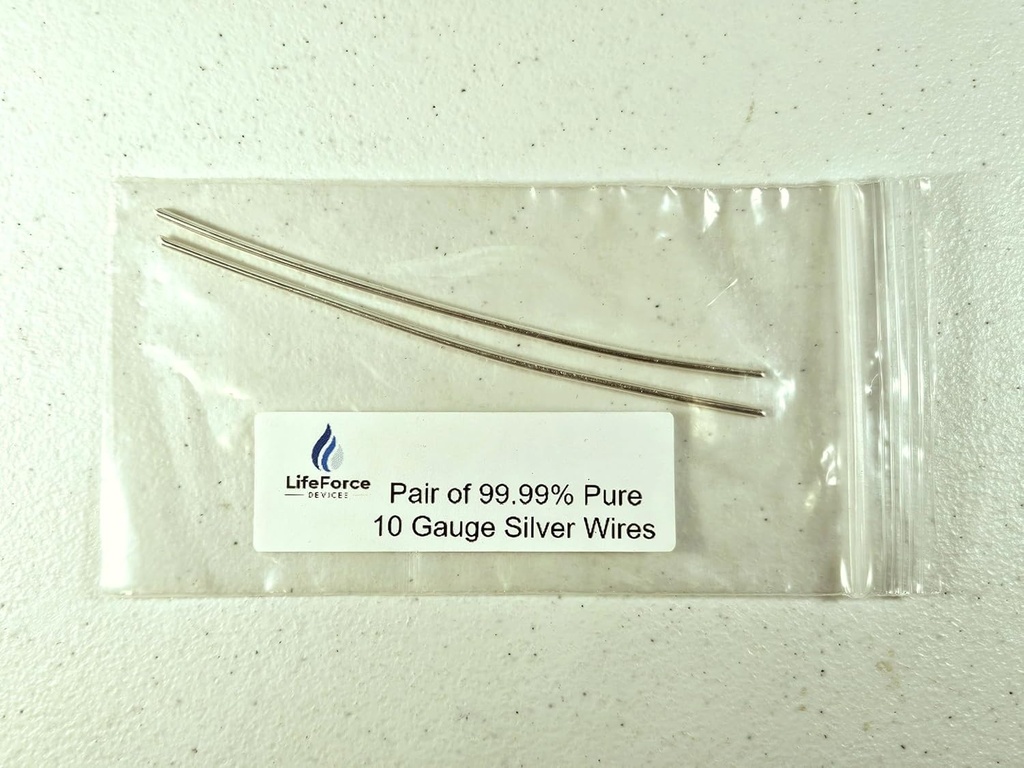 LifeForce
DEVICES
Pair of 99.99% Pure
10 Gauge Silver Wires